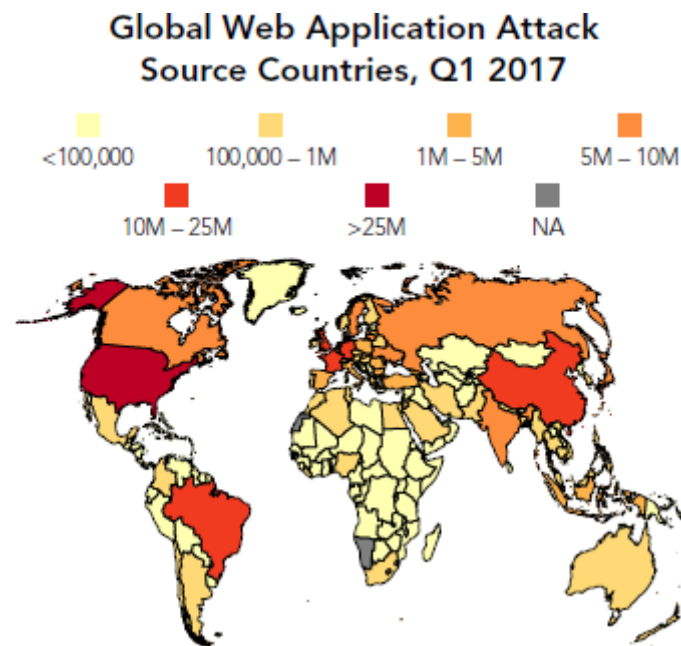 Global Web Application Attack
Source Countries, Q1 2017
<100,000
100,000 – 1M
1M – 5M
5M – 10M
10M – 25M
>25M
NA